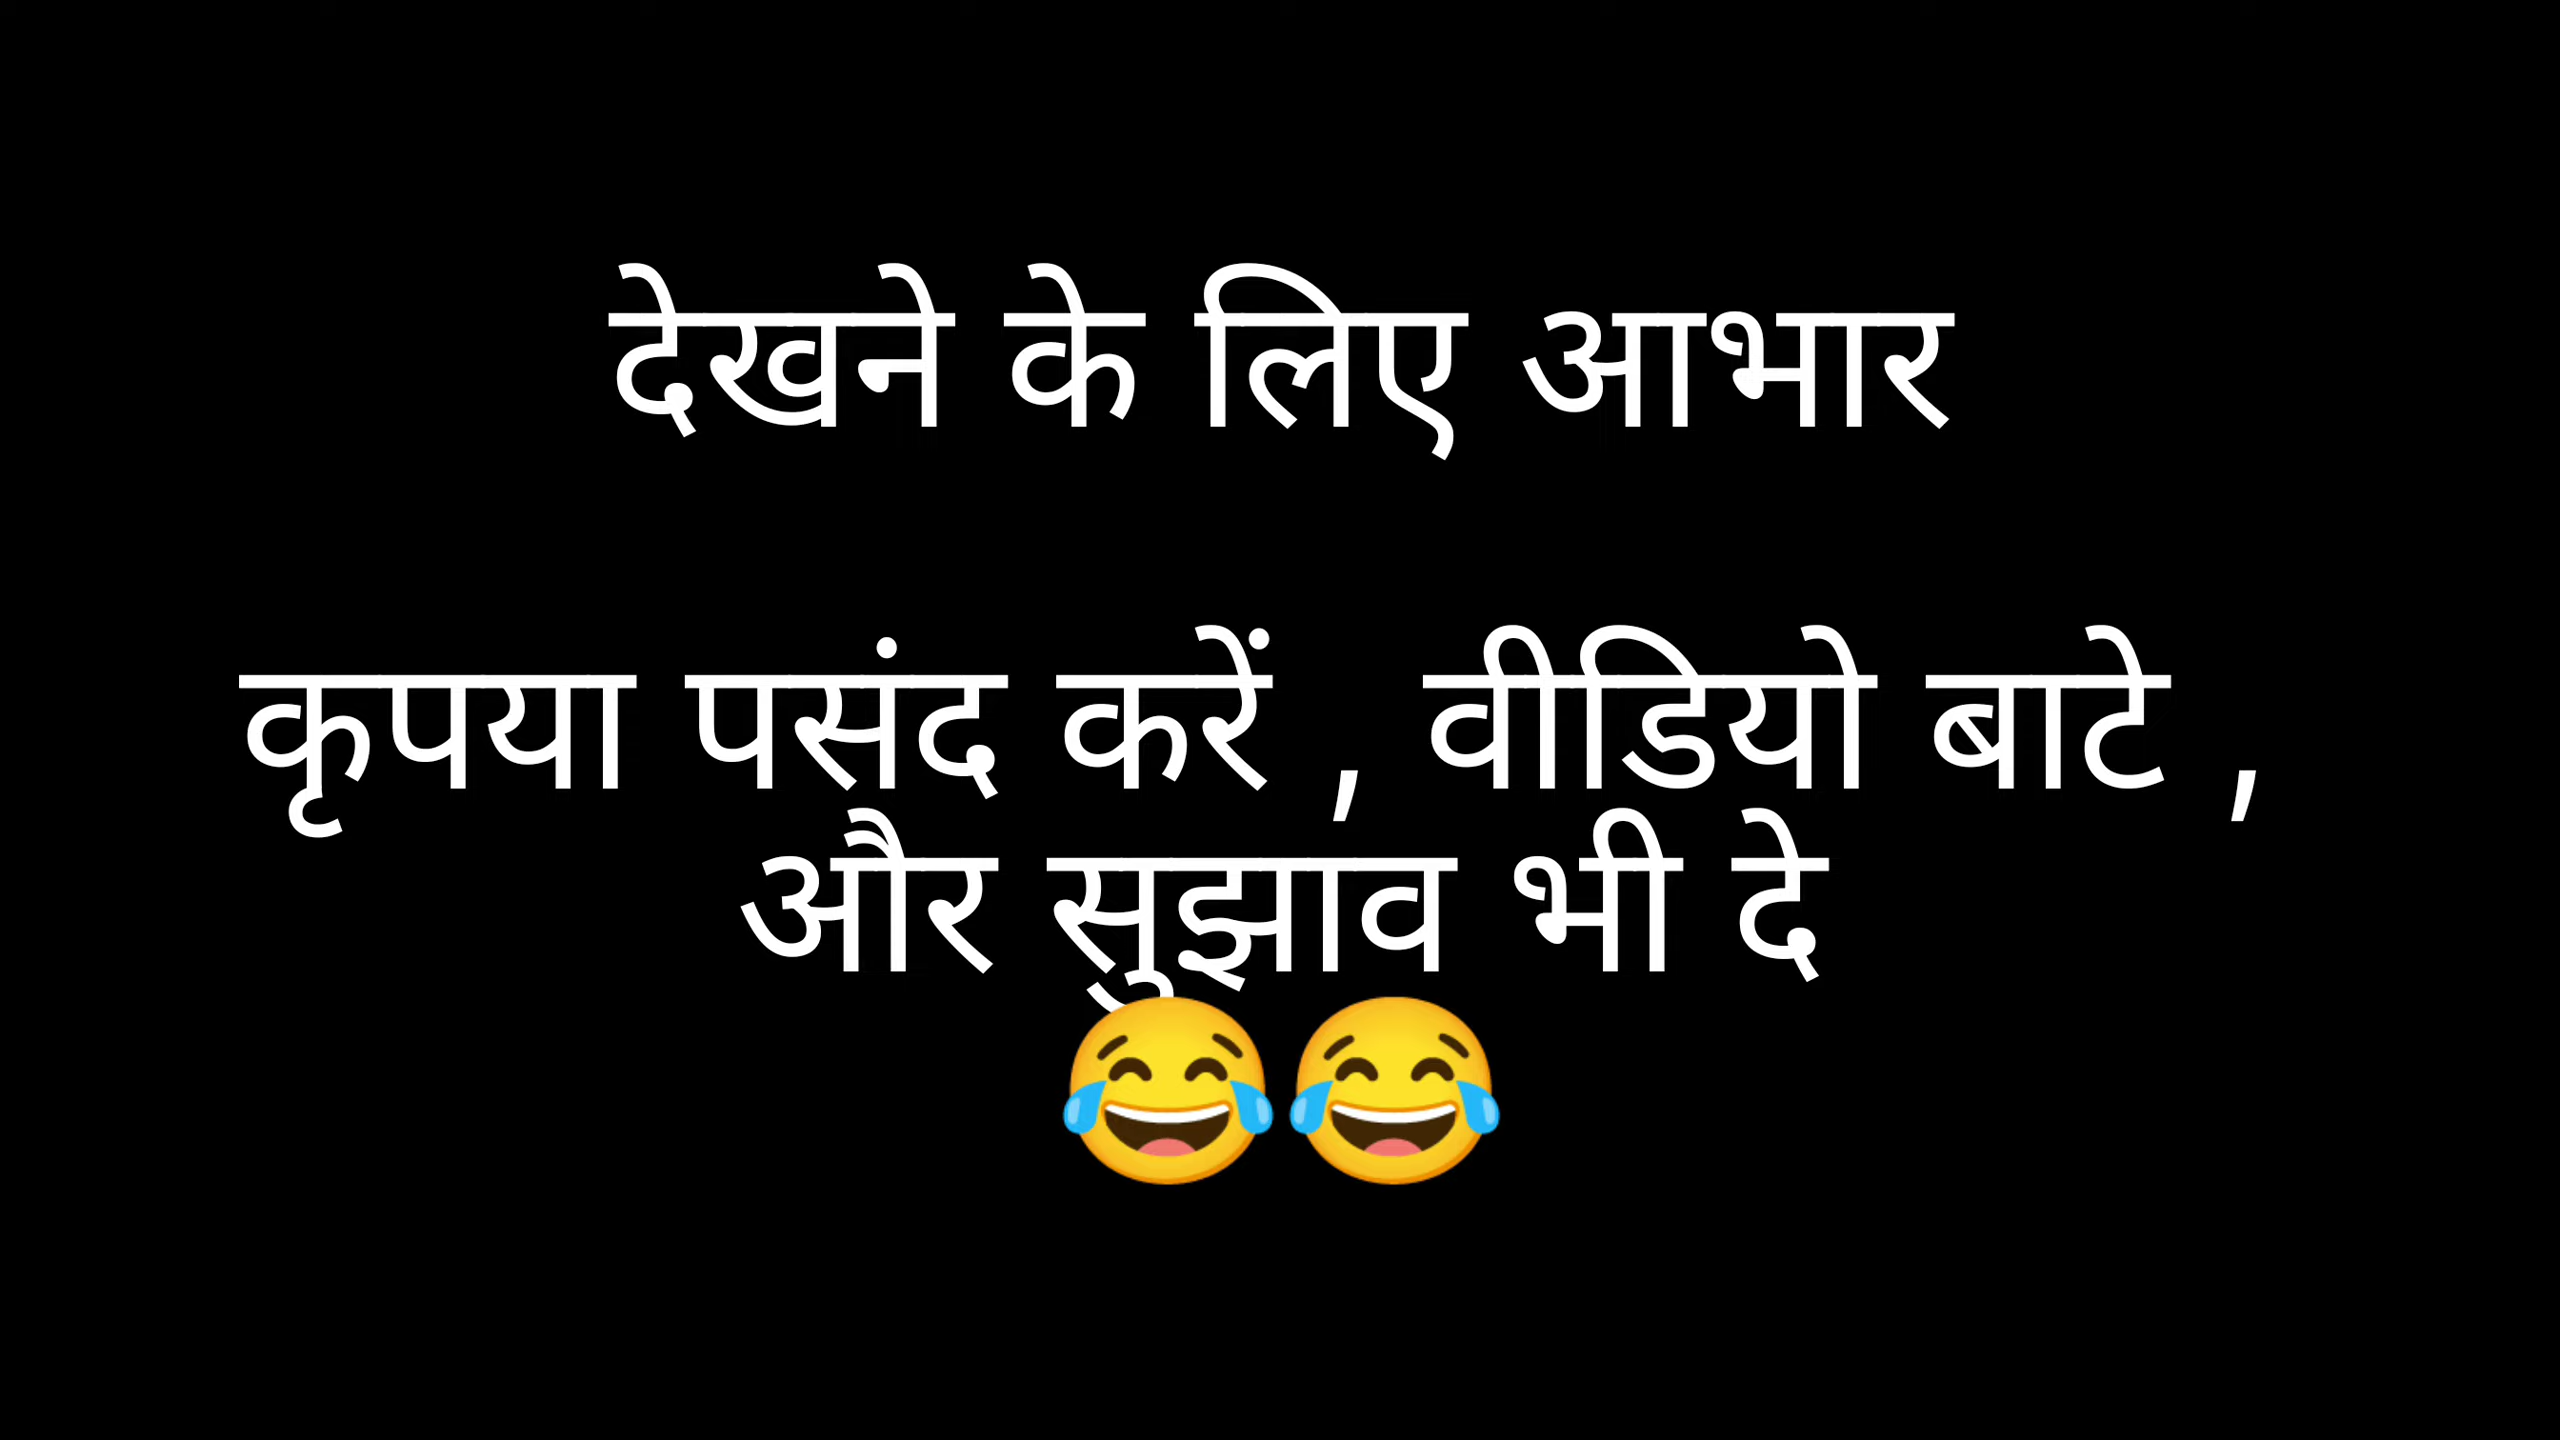 देखने के लिए आभार
कृपया पसंद करें , वीडियो बाटे ,
और सुझाव भी दे
😂😂